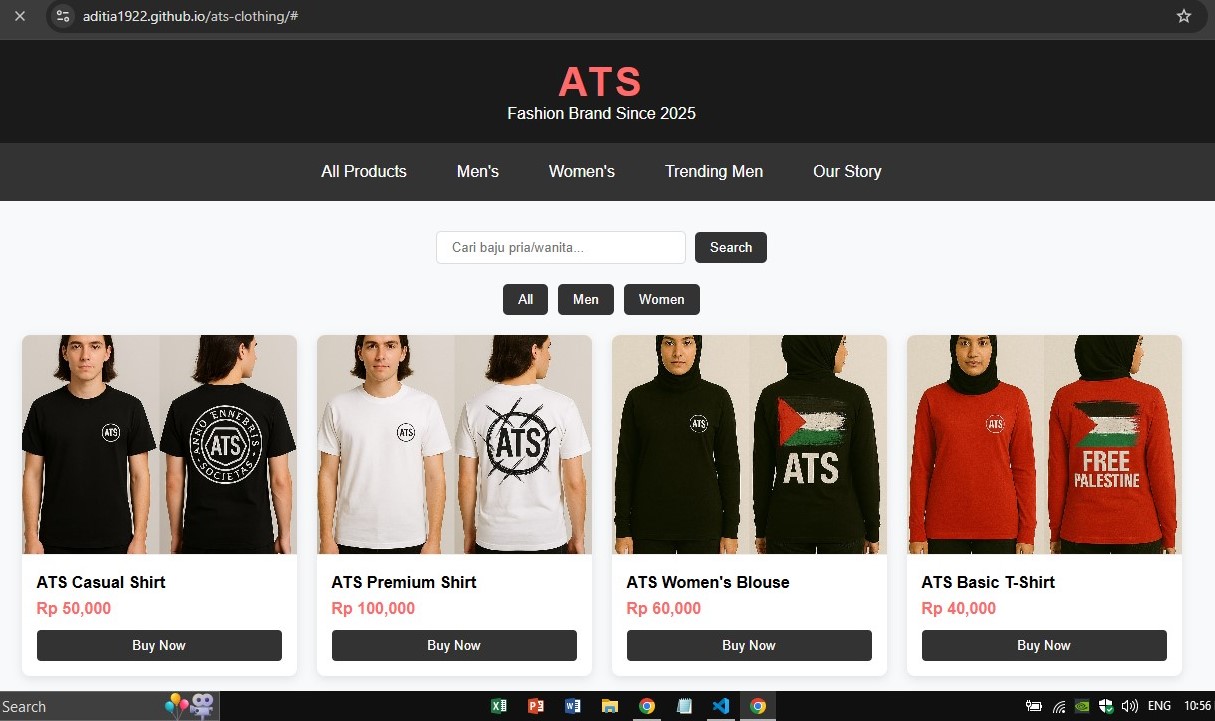 aditia1922.github.io/ats-clothing/#
ATS
Fashion Brand Since 2025
All Products
Men's
Women's
Trending Men
Our Story
Cari baju pria/wanita...
Search
All
Men
Women
ATS
ANNO ENNEBRIS
ATS
SOCIETAS
ATS
ATS
ATS
ATS
ATS
FREE
PALESTINE
ATS Casual Shirt
Rp 50,000
Buy Now
ATS Premium Shirt
Rp 100,000
Buy Now
ATS Women's Blouse
Rp 60,000
Buy Now
ATS Basic T-Shirt
Rp 40,000
Buy Now
Search
ENG
10:56